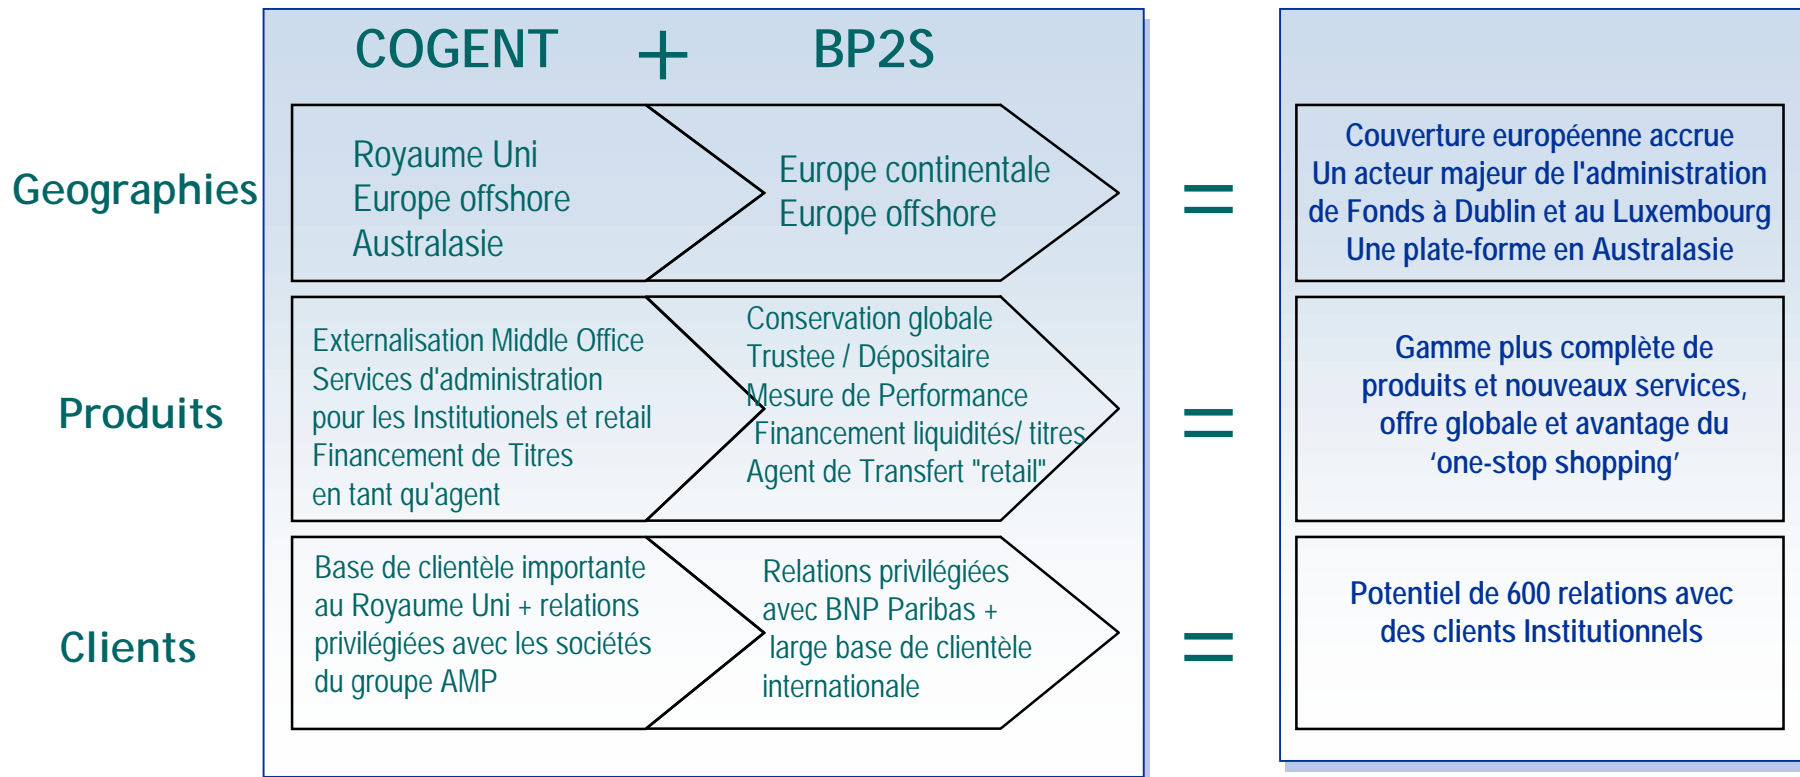 COGENT + BP2S
Geographies
Royaume Uni
Europe offshore
Australasie
Europe continentale
Europe offshore
=
Couverture européenne accrue
Un acteur majeur de l'administration
de Fonds à Dublin et au Luxembourg
Une plate-forme en Australasie
Produits
Externalisation Middle Office
Services d'administration
pour les Institutionels et retail
Financement de Titres
en tant qu'agent
Conservation globale
Trustee / Dépositaire
Mesure de Performance
Financement liquidités/ titres
Agent de Transfert "retail"
=
Gamme plus complète de
produits et nouveaux services,
offre globale et avantage du
‘one-stop shopping’
Clients
Base de clientèle importante
au Royaume Uni + relations
privilégiées avec les sociétés
du groupe AMP
Relations privilégiées
avec BNP Paribas +
large base de clientèle
internationale
=
Potentiel de 600 relations avec
des clients Institutionnels